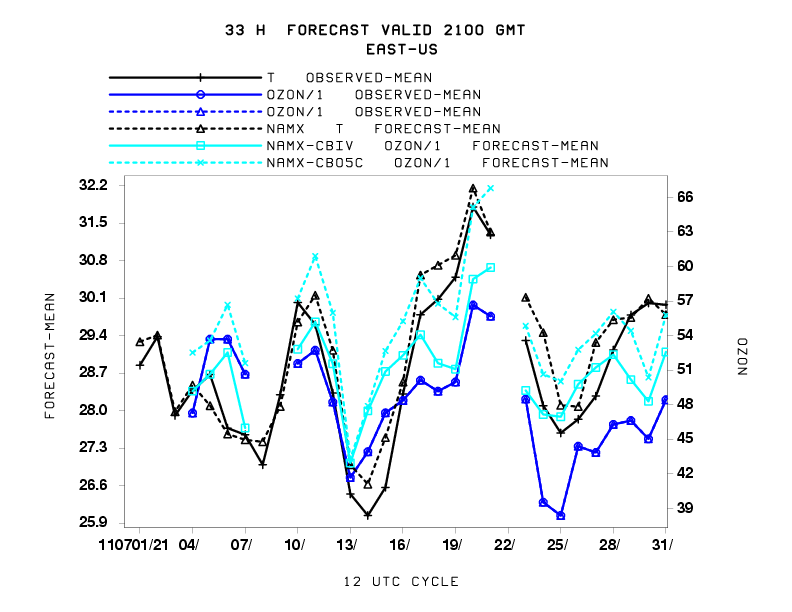 33 H  FORECAST VALID 2100 GMT
EAST-US
T   OBSERVED-MEAN
OZON/1   OBSERVED-MEAN
OZON/1   OBSERVED-MEAN
NAMX   T   FORECAST-MEAN
NAMX-CBIV   OZON/1   FORECAST-MEAN
NAMX-CB05C   OZON/1   FORECAST-MEAN
32.2
31.5
30.8
30.1
29.4
28.7
28.0
27.3
26.6
25.9
FORECAST-MEAN
66
63
60
57
54
51
48
45
42
39
OZON
110701/21 04/ 07/ 10/ 13/ 16/ 19/ 22/ 25/ 28/ 31/
12 UTC CYCLE